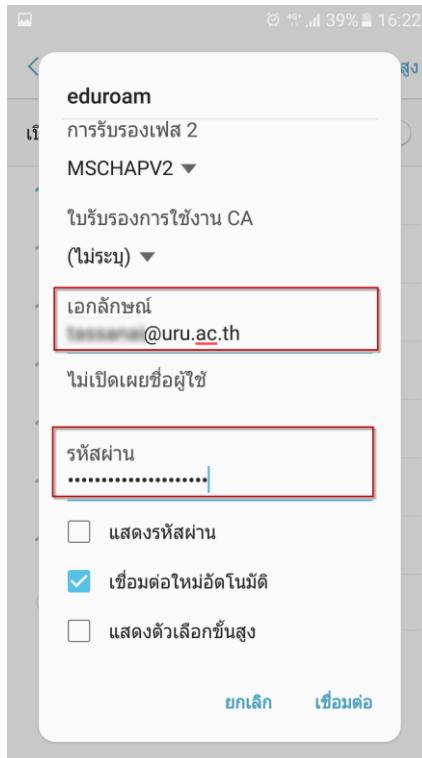 39% 16:22
สูง
eduroam
การรับรองเฟส 2
MSCHAPV2
ใบรับรองการใช้งาน CA
(ไม่ระบุ)
เอกลักษณ์
@uru.ac.th
ไม่เปิดเผยชื่อผู้ใช้
รหัสผ่าน
•••••••••••••••••••••
แสดงรหัสผ่าน
เชื่อมต่อใหม่อัตโนมัติ
แสดงตัวเลือกขั้นสูง
ยกเลิก เชื่อมต่อ